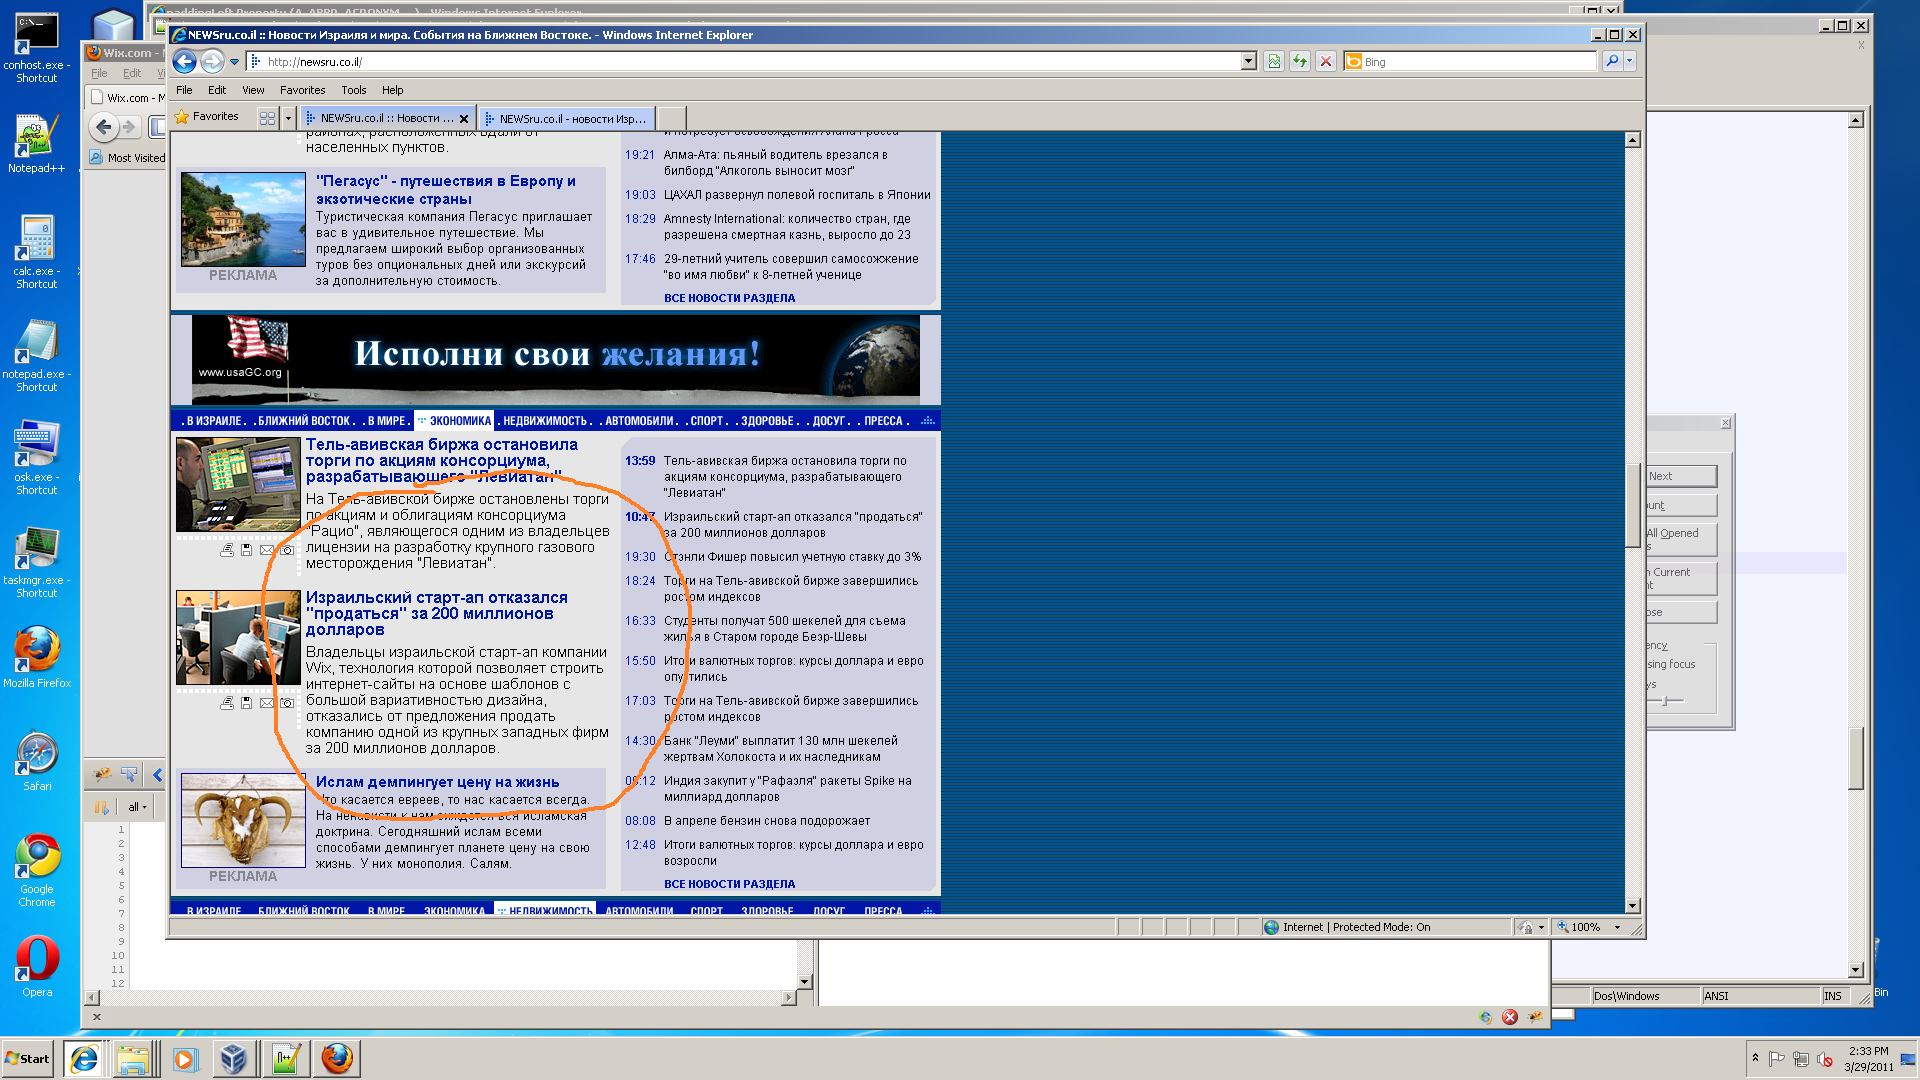 conhost.exe -
Shortcut
Notepad++
calc.exe -
Shortcut
notepad.exe -
Shortcut
osk.exe -
Shortcut
taskmgr.exe -
Shortcut
Mozilla Firefox
Safari
Google
Chrome
Opera
paddingLeft Property (A, ABBR, ACRONYM, ...) - Windows Internet Explorer
Wix.com - M
File Edit Vi
Wix.com - M
Most Visited
NEWSru.co.il :: Новости Израиля и мира. События на Ближнем Востоке. - Windows Internet Explorer
http://newsru.co.il/
Bing
File Edit View Favorites Tools Help
Favorites
NEWSru.co.il :: Новости ...
NEWSru.co.il - новости Изр...
районах, расположенных вдали от
населенных пунктов.
"Пегасус" - путешествия в Европу и
экзотические страны
Туристическая компания Пегасус приглашает
вас в удивительное путешествие. Мы
предлагаем широкий выбор организованных
туров без опциональных дней или экскурсий
за дополнительную стоимость.
РЕКЛАМА
и потребует освобождения Алана Гросса
19:21 Алма-Ата: пьяный водитель врезался в
билборд "Алкоголь выносит мозг"
19:03 ЦАХАЛ развернул полевой госпиталь в Японии
18:29 Amnesty International: количество стран, где
разрешена смертная казнь, выросло до 23
17:46 29-летний учитель совершил самосожжение
"во имя любви" к 8-летней ученице
ВСЕ НОВОСТИ РАЗДЕЛА
www.usaGC.org
Исполни свои желания!
. В ИЗРАИЛЕ . . БЛИЖНИЙ ВОСТОК . . В МИРЕ . ЭКОНОМИКА . НЕДВИЖИМОСТЬ . . АВТОМОБИЛИ . . СПОРТ . . ЗДОРОВЬЕ . . ДОСУГ . . ПРЕССА .
Тель-авивская биржа остановила
торги по акциям консорциума,
разрабатывающего "Левиатан"
На Тель-авивской бирже остановлены торги
по акциям и облигациям консорциума
"Рацио", являющегося одним из владельцев
лицензии на разработку крупного газового
месторождения "Левиатан".
Израильский старт-ап отказался
"продаться" за 200 миллионов
долларов
Владельцы израильской старт-ап компании
Wix, технология которой позволяет строить
интернет-сайты на основе шаблонов с
большой вариативностью дизайна,
отказались от предложения продать
компанию одной из крупных западных фирм
за 200 миллионов долларов.
Ислам демпингует цену на жизнь
Что касается евреев, то нас касается всегда.
На ненависти к нам зиждется вся исламская
доктрина. Сегодняшний ислам всеми
способами демпингует планете цену на свою
жизнь. У них монополия. Салям.
РЕКЛАМА
13:59 Тель-авивская биржа остановила торги по
акциям консорциума, разрабатывающего
"Левиатан"
10:47 Израильский старт-ап отказался "продаться"
за 200 миллионов долларов
19:30 Стэнли Фишер повысил учетную ставку до 3%
18:24 Торги на Тель-авивской бирже завершились
ростом индексов
16:33 Студенты получат 500 шекелей для съема
жилья в Старом городе Беэр-Шевы
15:50 Итоги валютных торгов: курсы доллара и евро
опустились
17:03 Торги на Тель-авивской бирже завершились
ростом индексов
14:30 Банк "Леуми" выплатит 130 млн шекелей
жертвам Холокоста и их наследникам
08:12 Индия закупит у "Рафаэля" ракеты Spike на
миллиард долларов
08:08 В апреле бензин снова подорожает
12:48 Итоги валютных торгов: курсы доллара и евро
возросли
ВСЕ НОВОСТИ РАЗДЕЛА
В ИЗРАИЛЕ БЛИЖНИЙ ВОСТОК В МИРЕ ЭКОНОМИКА НЕДВИЖИМОСТЬ АВТОМОБИЛИ СПОРТ ЗДОРОВЬЕ ДОСУГ ПРЕССА
Internet | Protected Mode: On
100%
Next
unt
All Opened
s
n Current
nt
ose
ency
sing focus
ys
all
1
2
3
4
5
6
7
8
9
10
11
12
Dos\Windows ANSI INS
Bin
Start
2:33 PM
3/29/2011